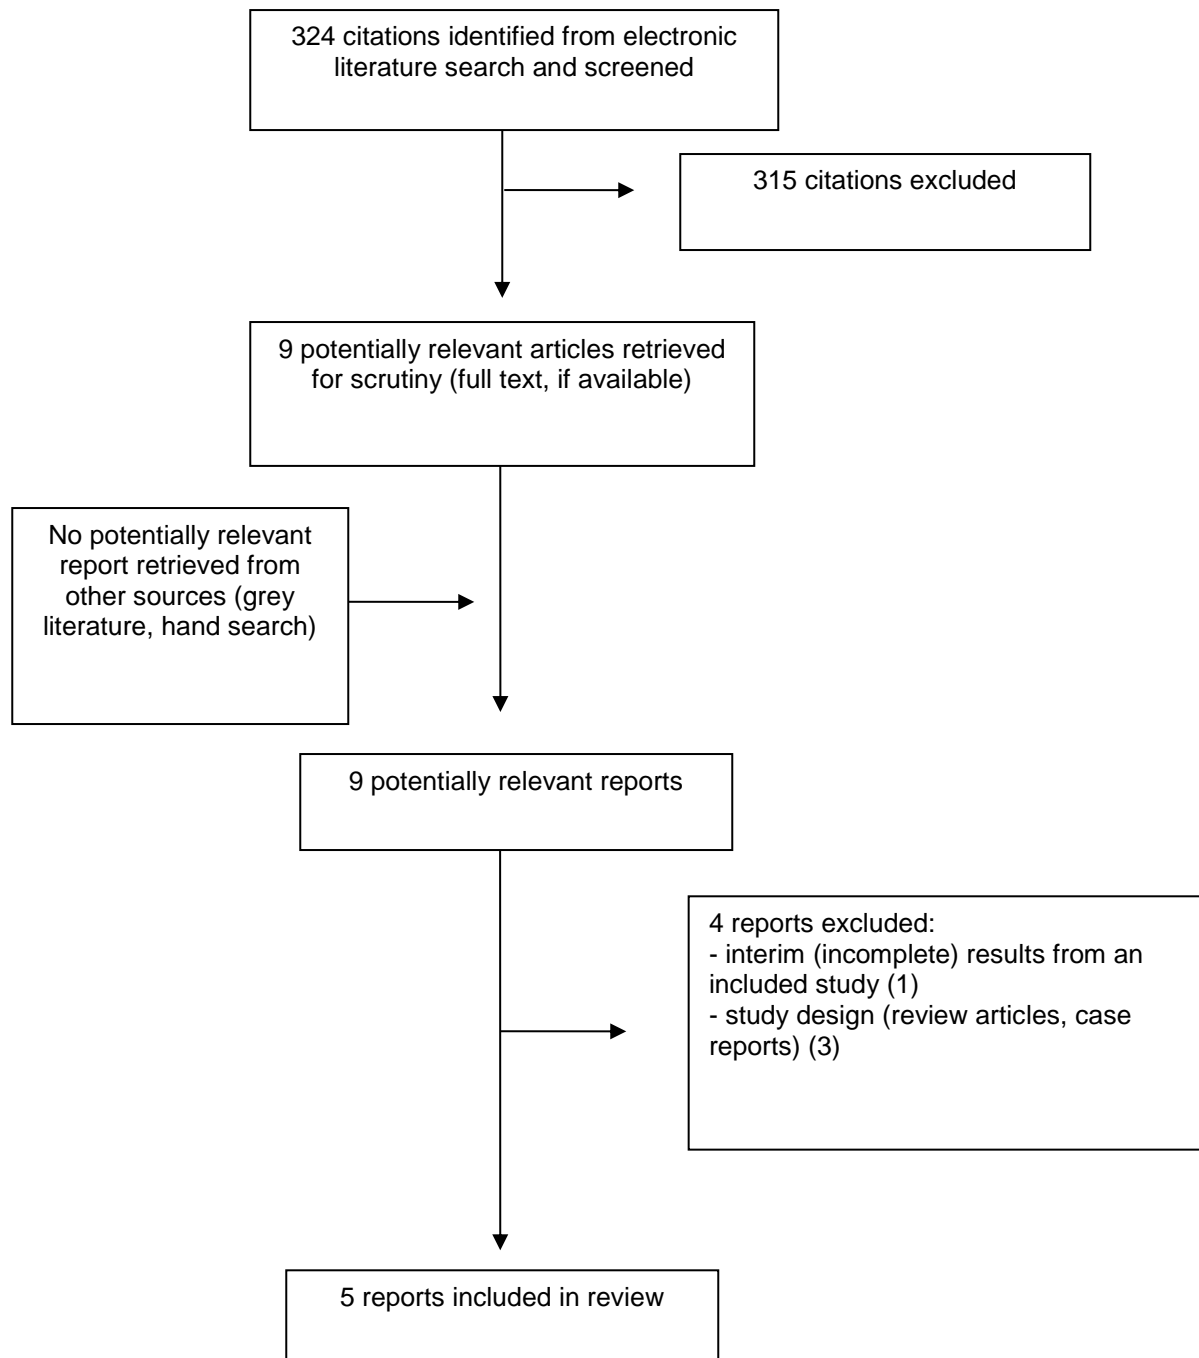 324 citations identified from electronic
literature search and screened
315 citations excluded
9 potentially relevant articles retrieved
for scrutiny (full text, if available)
No potentially relevant
report retrieved from
other sources (grey
literature, hand search)
9 potentially relevant reports
4 reports excluded:
- interim (incomplete) results from an
included study (1)
- study design (review articles, case
reports) (3)
5 reports included in review